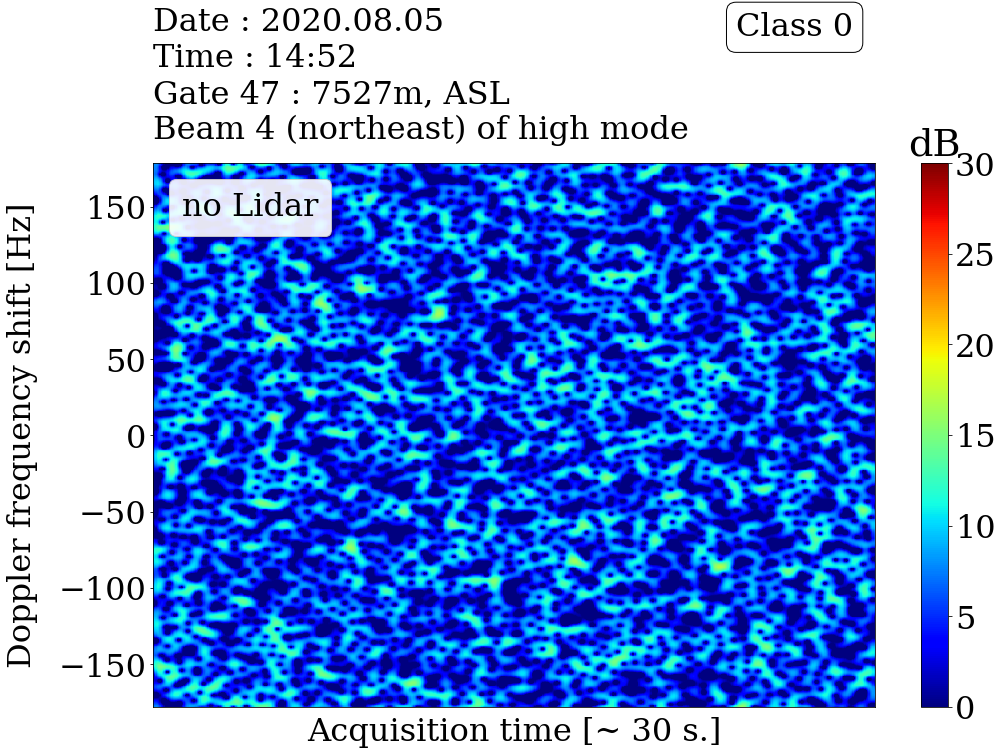 Date : 2020.08.05
Time : 14:52
Gate 47 : 7527m, ASL
Beam 4 (northeast) of high mode
Class 0
dB
no Lidar
Doppler frequency shift [Hz]
150
100
50
0
−50
−100
−150
30
25
20
15
10
5
0
Acquisition time [~ 30 s.]